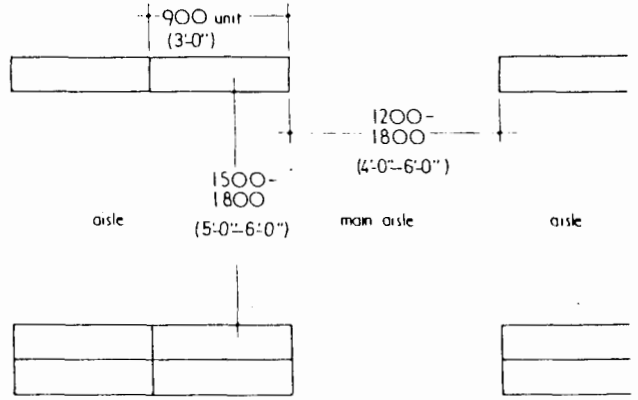 900 unit
(3'-0")
1200-
1800
(4'-0"-6'-0")
1500-
1800
(5'-0"-6'-0")
aisle
main aisle
aisle